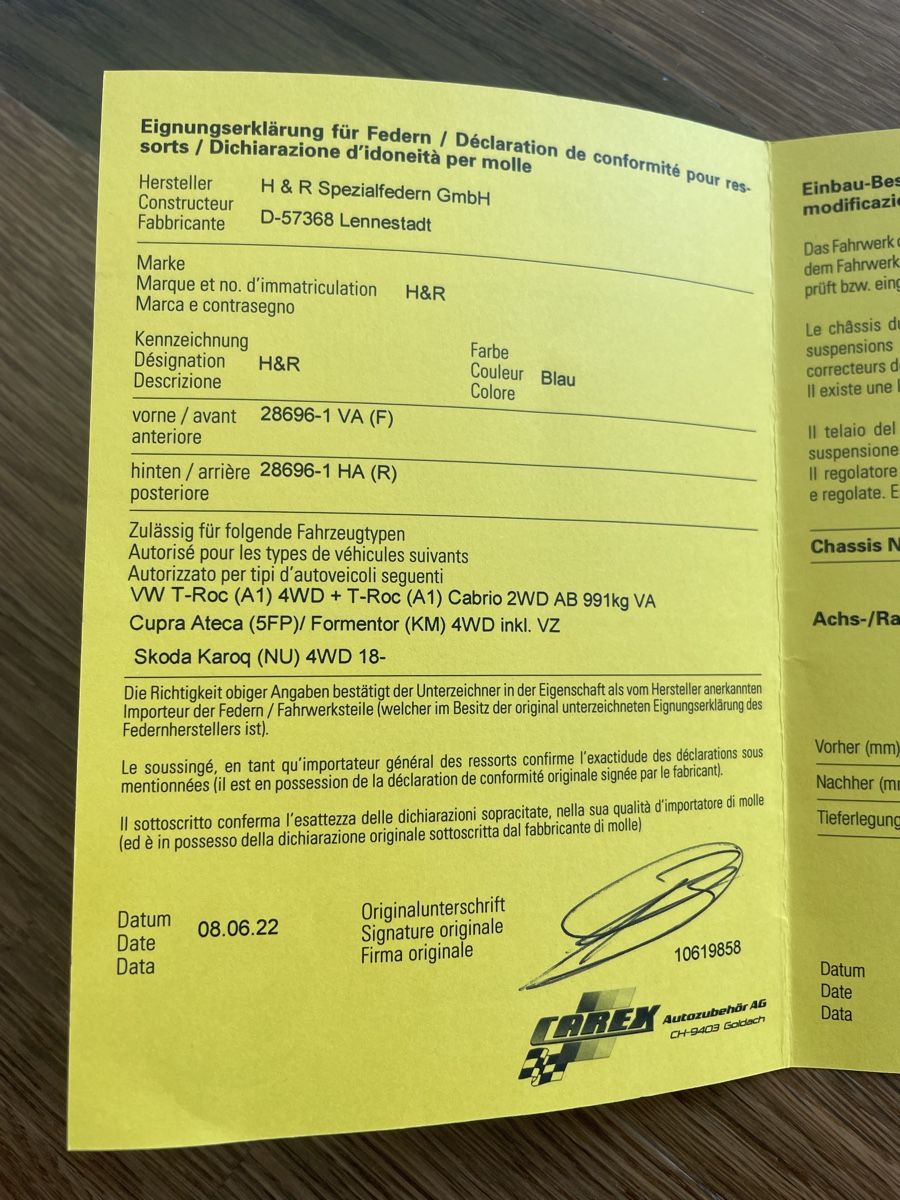 Eignungserklärung für Federn / Déclaration de conformité pour res-
sorts / Dichiarazione d'idoneità per molle
Hersteller
Constructeur
Fabbricante
H & R Spezialfedern GmbH
D-57368 Lennestadt
Marke
Marque et no. d'immatriculation
Marca e contrasegno
H&R
Kennzeichnung
Désignation
Descrizione
H&R
Farbe
Couleur
Colore
Blau
vorne / avant
anteriore
28696-1 VA (F)
hinten / arrière
posteriore
28696-1 HA (R)
Zulässig für folgende Fahrzeugtypen
Autorisé pour les types de véhicules suivants
Autorizzato per tipi d'autoveicoli seguenti
VW T-Roc (A1) 4WD + T-Roc (A1) Cabrio 2WD AB 991kg VA
Cupra Ateca (5FP)/ Formentor (KM) 4WD inkl. VZ
Skoda Karoq (NU) 4WD 18-
Die Richtigkeit obiger Angaben bestätigt der Unterzeichner in der Eigenschaft als vom Hersteller anerkannten
Importeur der Federn / Fahrwerksteile (welcher im Besitz der original unterzeichneten Eignungserklärung des
Federnherstellers ist).
Le soussingé, en tant qu'importateur général des ressorts confirme l'exactidude des déclarations sous
mentionnées (il est en possession de la déclaration de conformité originale signée par le fabricant).
Il sottoscritto conferma l'esattezza delle dichiarazioni sopracitate, nella sua qualità d'importatore di molle
(ed è in possesso della dichiarazione originale sottoscritta dal fabbricante di molle)
Datum
Date
Data
08.06.22
Originalunterschrift
Signature originale
Firma originale
10619858
CAREX Autozubehör AG
CH-9403 Goldach
Einbau-Bes
modificazi
Das Fahrwerk
dem Fahrwerk
prüft bzw. eing
Le châssis du
suspensions
correcteurs d
Il existe une l
Il telaio del
suspensione
Il regolatore
e regolate. E
Chassis N
Achs-/Ra
Vorher (mm)
Nachher (m
Tieferlegung
Datum
Date
Data